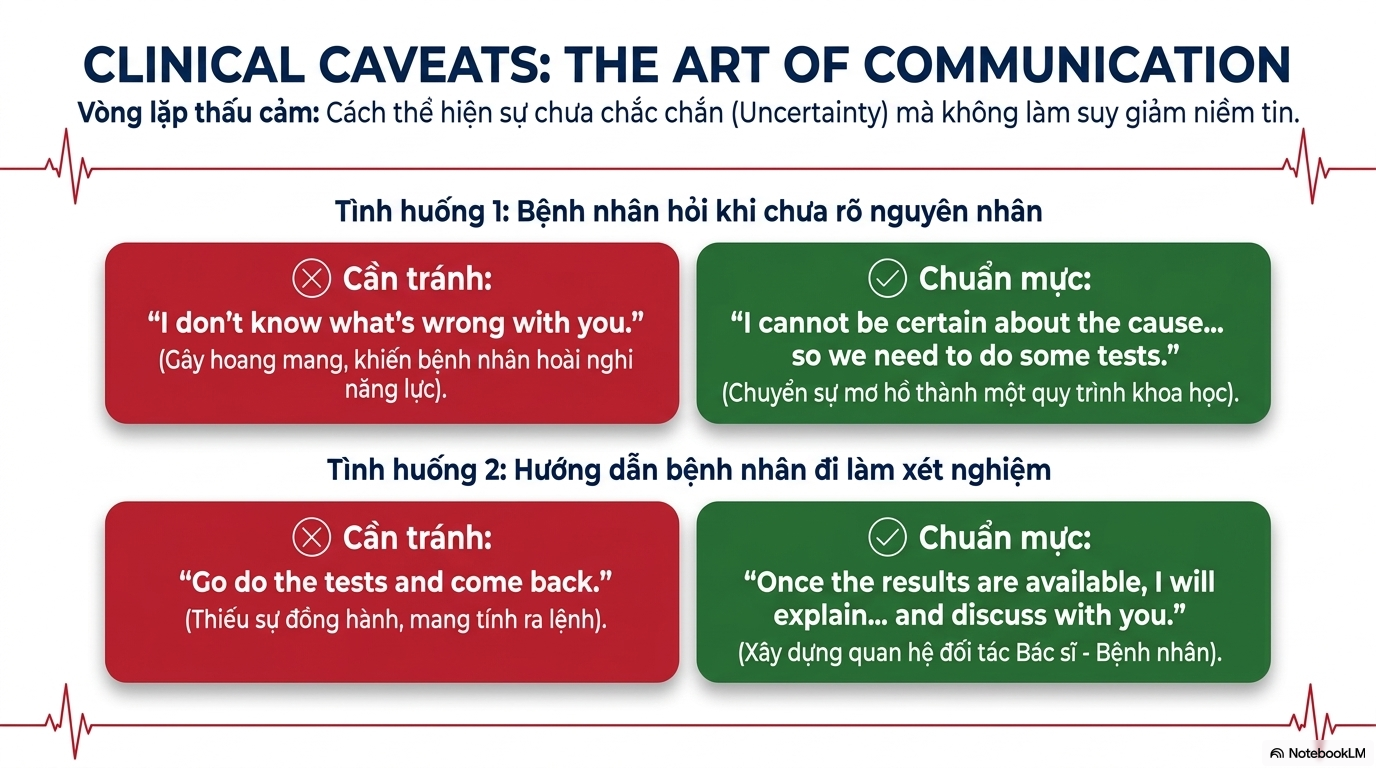 CLINICAL CAVEATS: THE ART OF COMMUNICATION
Vòng lặp thấu cảm: Cách thể hiện sự chưa chắc chắn (Uncertainty) mà không làm suy giảm niềm tin.
Tình huống 1: Bệnh nhân hỏi khi chưa rõ nguyên nhân
Cần tránh:
“I don’t know what’s wrong with you.”
(Gây hoang mang, khiến bệnh nhân hoài nghi
năng lực).
Chuẩn mực:
“I cannot be certain about the cause...
so we need to do some tests.”
(Chuyển sự mơ hồ thành một quy trình khoa học).
Tình huống 2: Hướng dẫn bệnh nhân đi làm xét nghiệm
Cần tránh:
“Go do the tests and come back.”
(Thiếu sự đồng hành, mang tính ra lệnh).
Chuẩn mực:
“Once the results are available, I will
explain... and discuss with you.”
(Xây dựng quan hệ đối tác Bác sĩ - Bệnh nhân).
NotebookLM